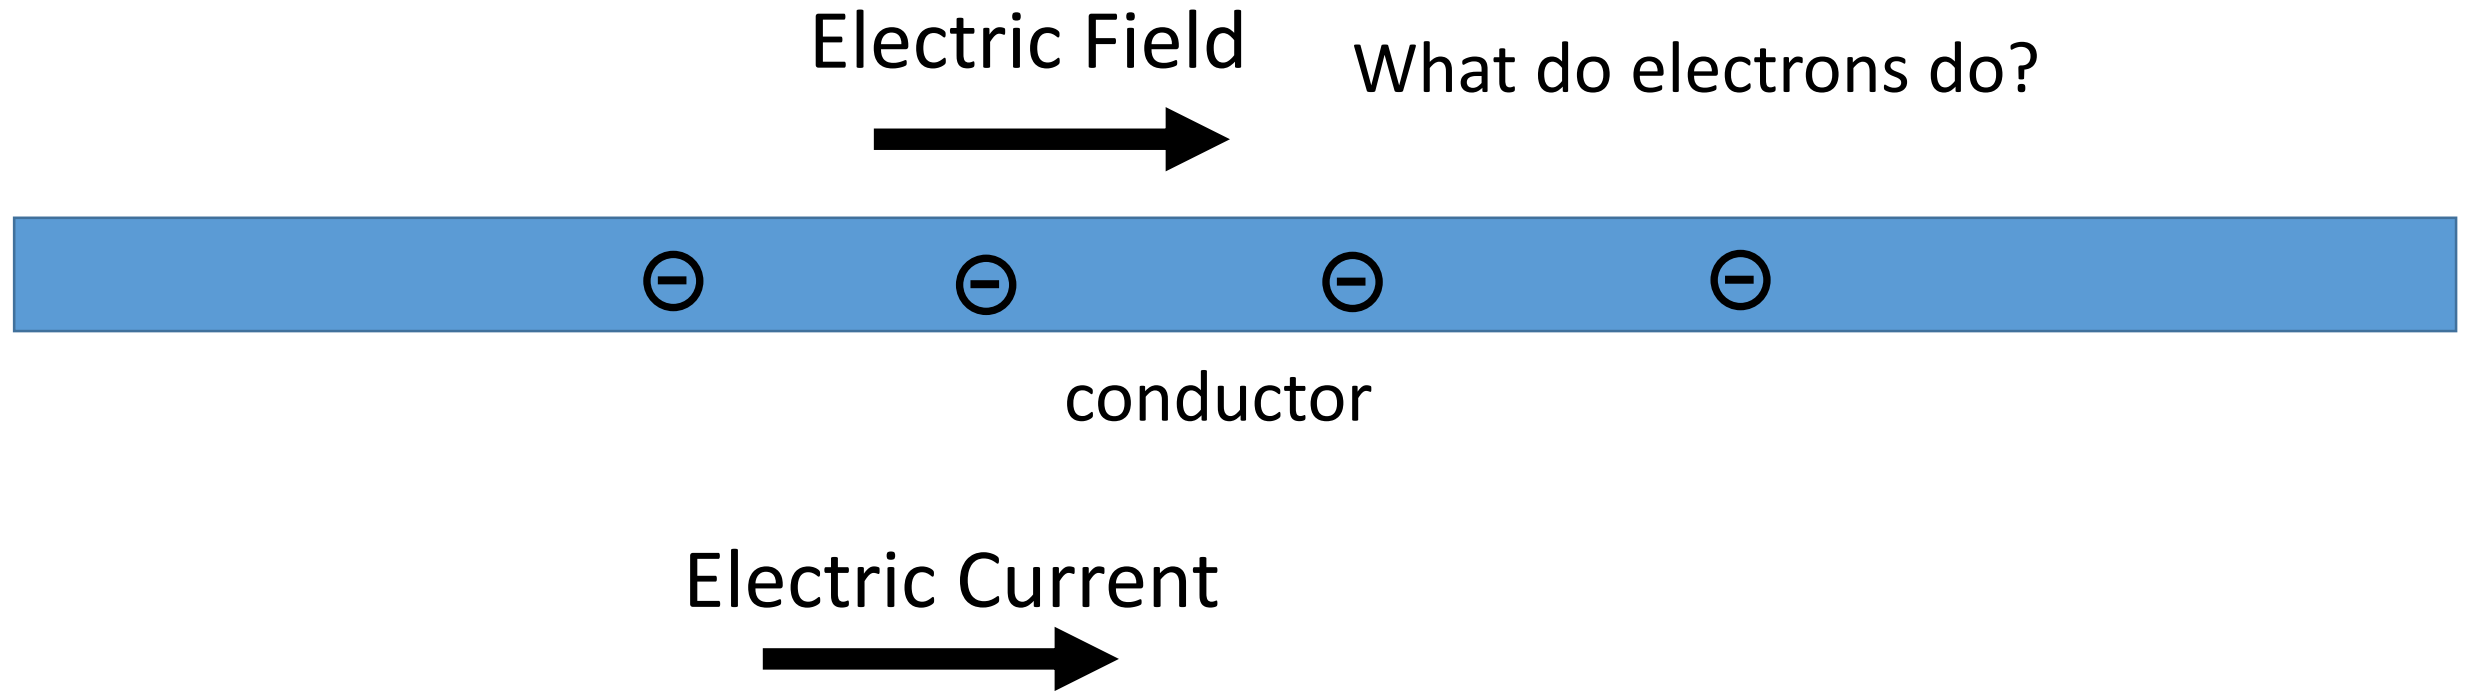 Electric Field
What do electrons do?
conductor
Electric Current